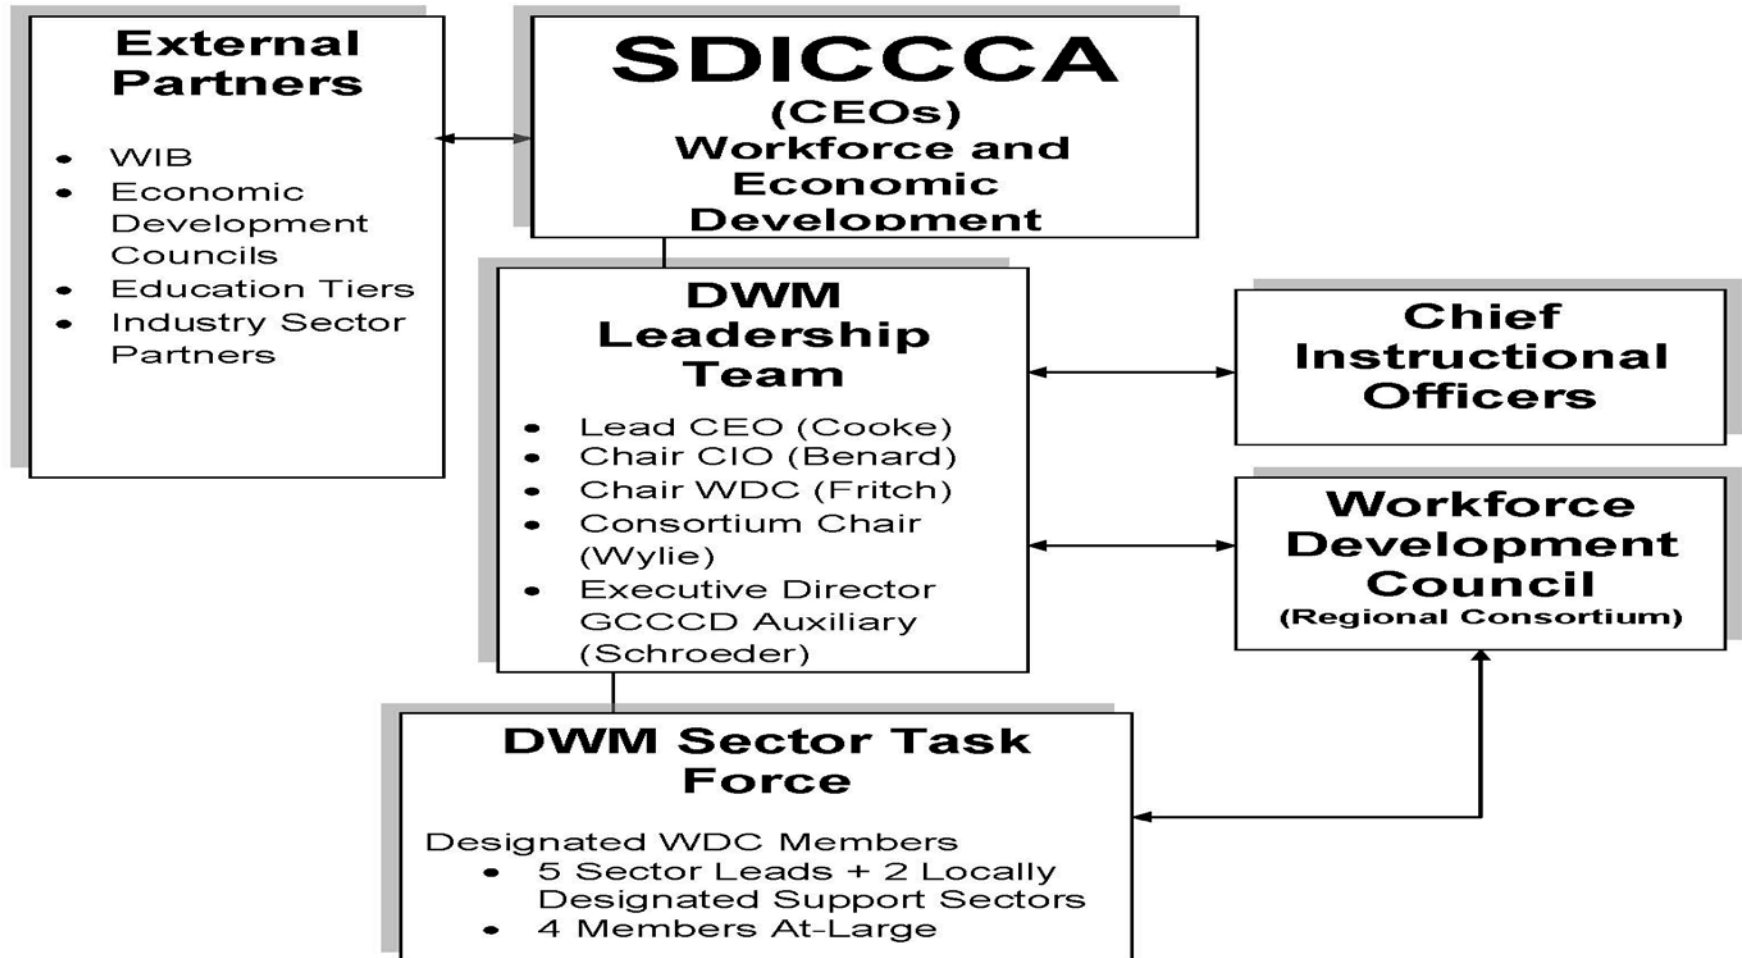 External
Partners
• WIB
• Economic
Development
Councils
• Education Tiers
• Industry Sector
Partners
SDICCCA
(CEOs)
Workforce and
Economic
Development
DWM
Leadership
Team
• Lead CEO (Cooke)
• Chair CIO (Benard)
• Chair WDC (Fritch)
• Consortium Chair
(Wylie)
• Executive Director
GCCCD Auxiliary
(Schroeder)
Chief
Instructional
Officers
Workforce
Development
Council
(Regional Consortium)
DWM Sector Task
Force
Designated WDC Members
• 5 Sector Leads + 2 Locally
Designated Support Sectors
• 4 Members At-Large